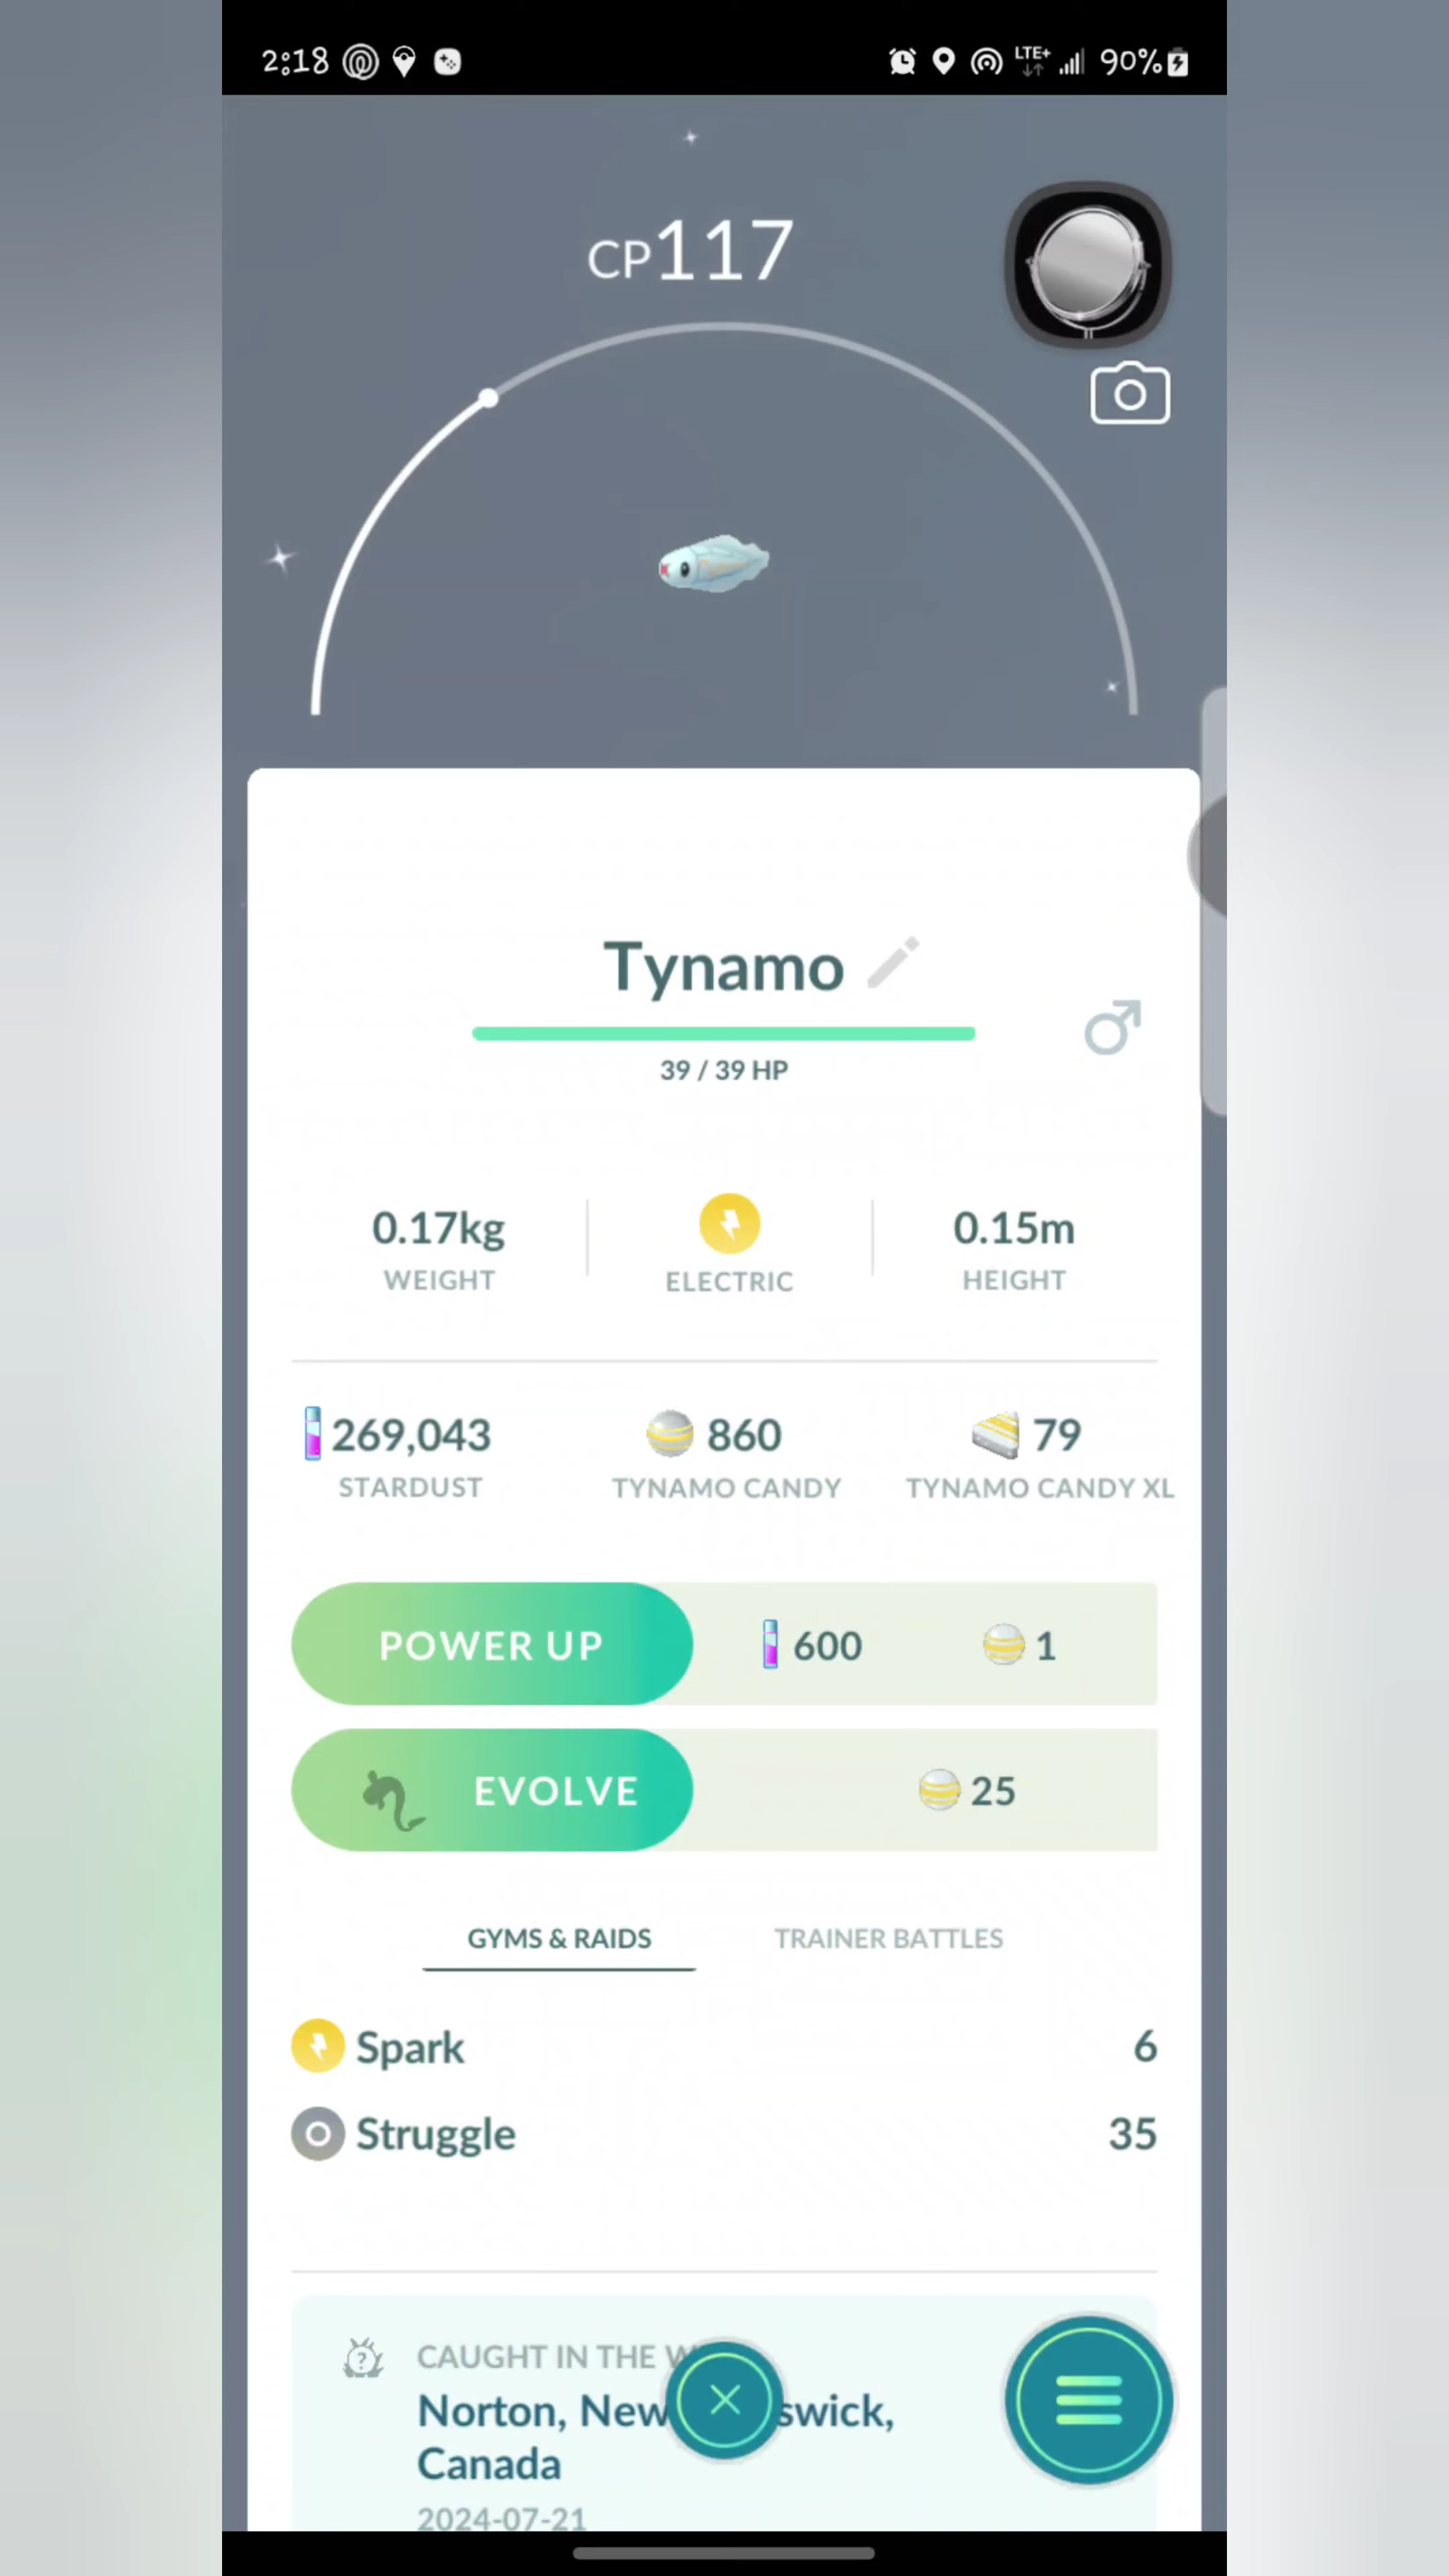 2:18 LTE+ 90%
CP117
Tynamo
39 / 39 HP
0.17kg ELECTRIC 0.15m
WEIGHT HEIGHT
269,043 860 79
STARDUST TYNAMO CANDY TYNAMO CANDY XL
POWER UP 600 1
EVOLVE 25
GYMS & RAIDS TRAINER BATTLES
Spark 6
Struggle 35
CAUGHT IN THE
Norton, New swick,
Canada
2024-07-21